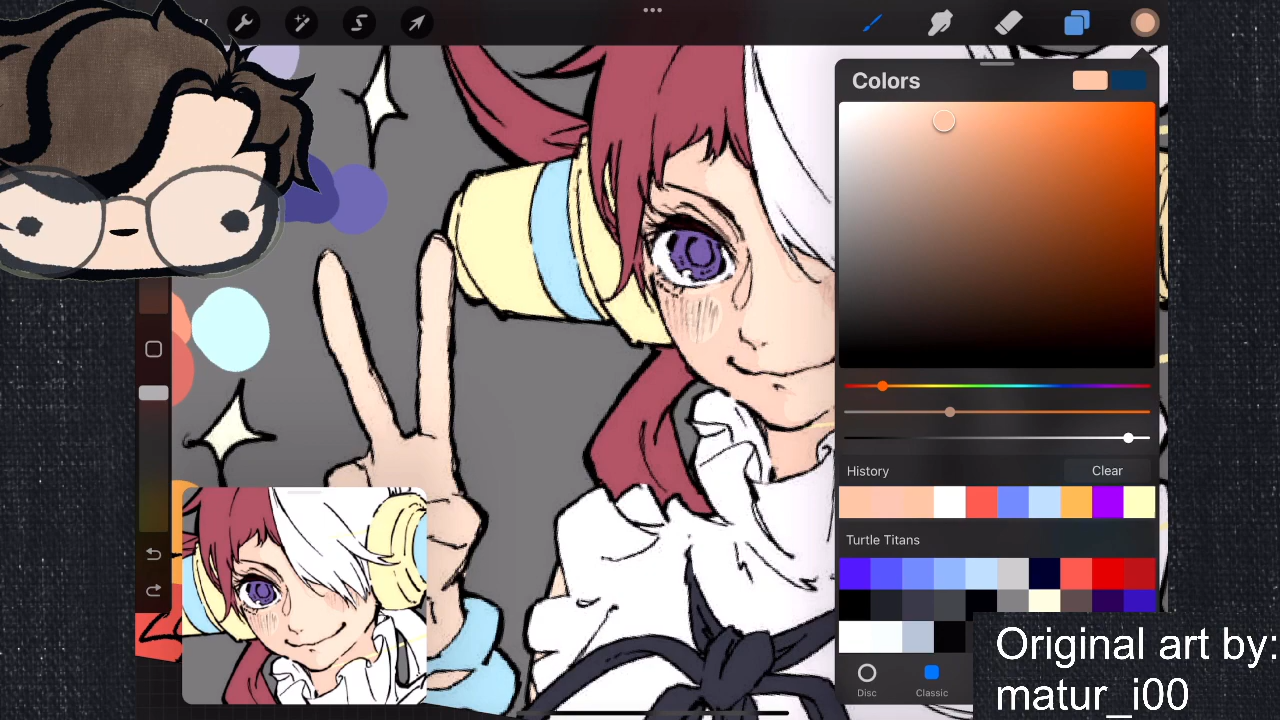 Colors
History
Clear
Turtle Titans
Disc
Classic
Original art by:
matur_i00